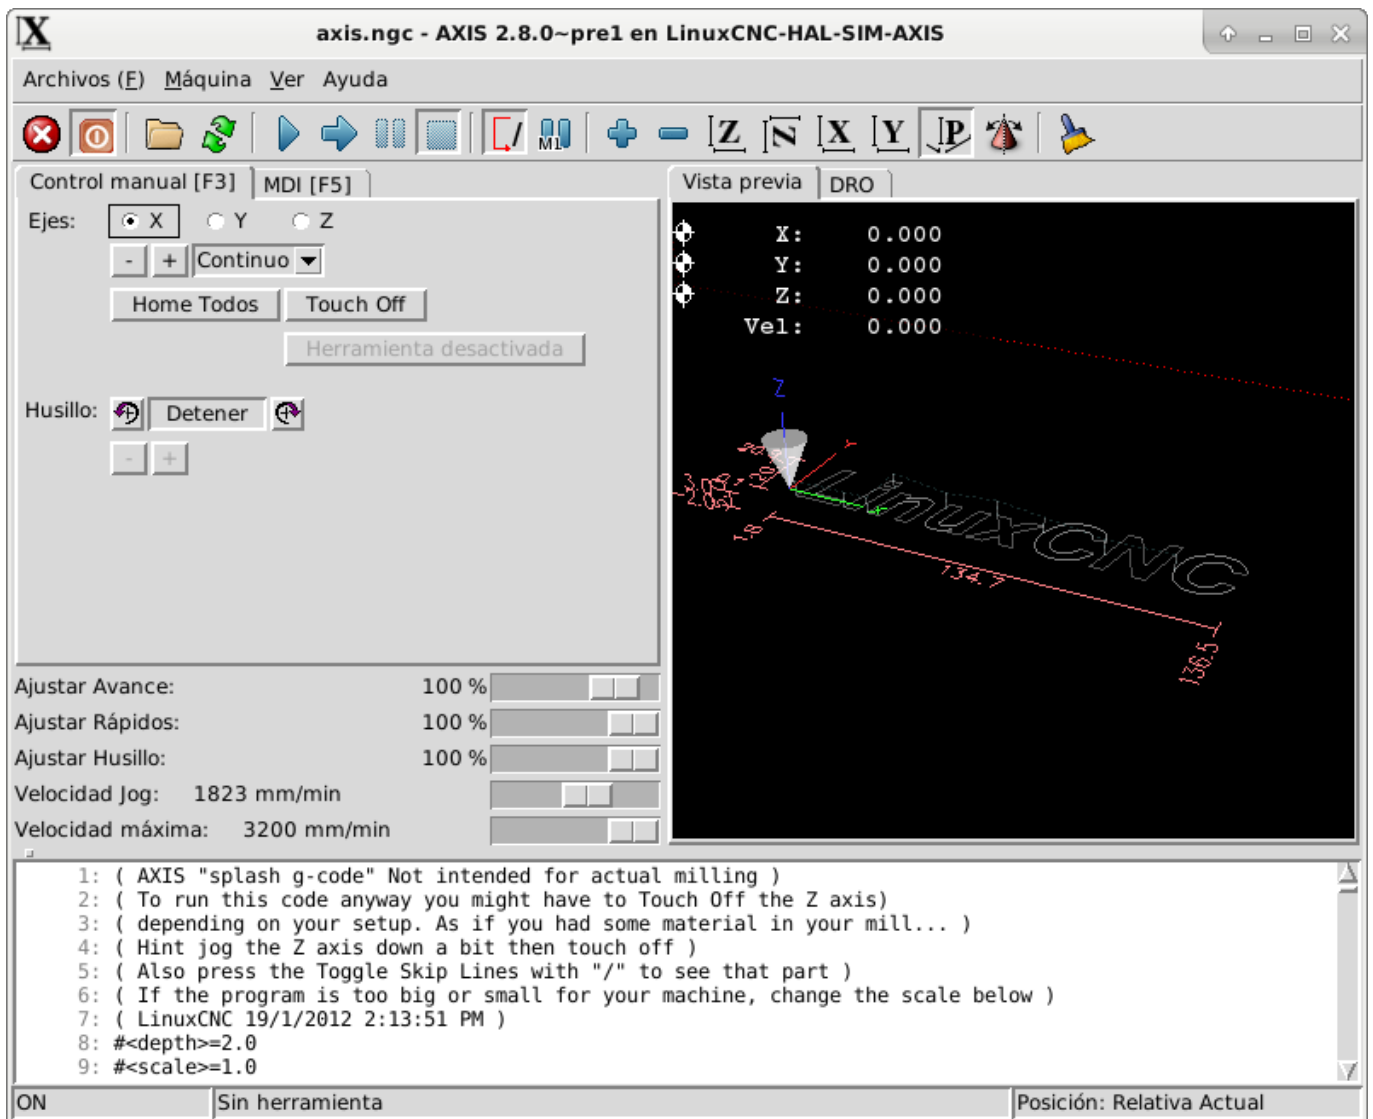 axis.ngc - AXIS 2.8.0~pre1 en LinuxCNC-HAL-SIM-AXIS
Archivos (F) Máquina Ver Ayuda
M1 Z N X Y P
Control manual [F3] MDI [F5]
Ejes: X Y Z
- + Continuo
Home Todos Touch Off
Herramienta desactivada
Husillo: Detener
- +
Vista previa DRO
X: 0.000
Y: 0.000
Z: 0.000
Vel: 0.000
Z
LinuxCNC
134.7
136.5
Ajustar Avance: 100 %
Ajustar Rápidos: 100 %
Ajustar Husillo: 100 %
Velocidad Jog: 1823 mm/min
Velocidad máxima: 3200 mm/min
1: ( AXIS "splash g-code" Not intended for actual milling )
2: ( To run this code anyway you might have to Touch Off the Z axis)
3: ( depending on your setup. As if you had some material in your mill... )
4: ( Hint jog the Z axis down a bit then touch off )
5: ( Also press the Toggle Skip Lines with "/" to see that part )
6: ( If the program is too big or small for your machine, change the scale below )
7: ( LinuxCNC 19/1/2012 2:13:51 PM )
8: #<depth>=2.0
9: #<scale>=1.0
ON Sin herramienta Posición: Relativa Actual